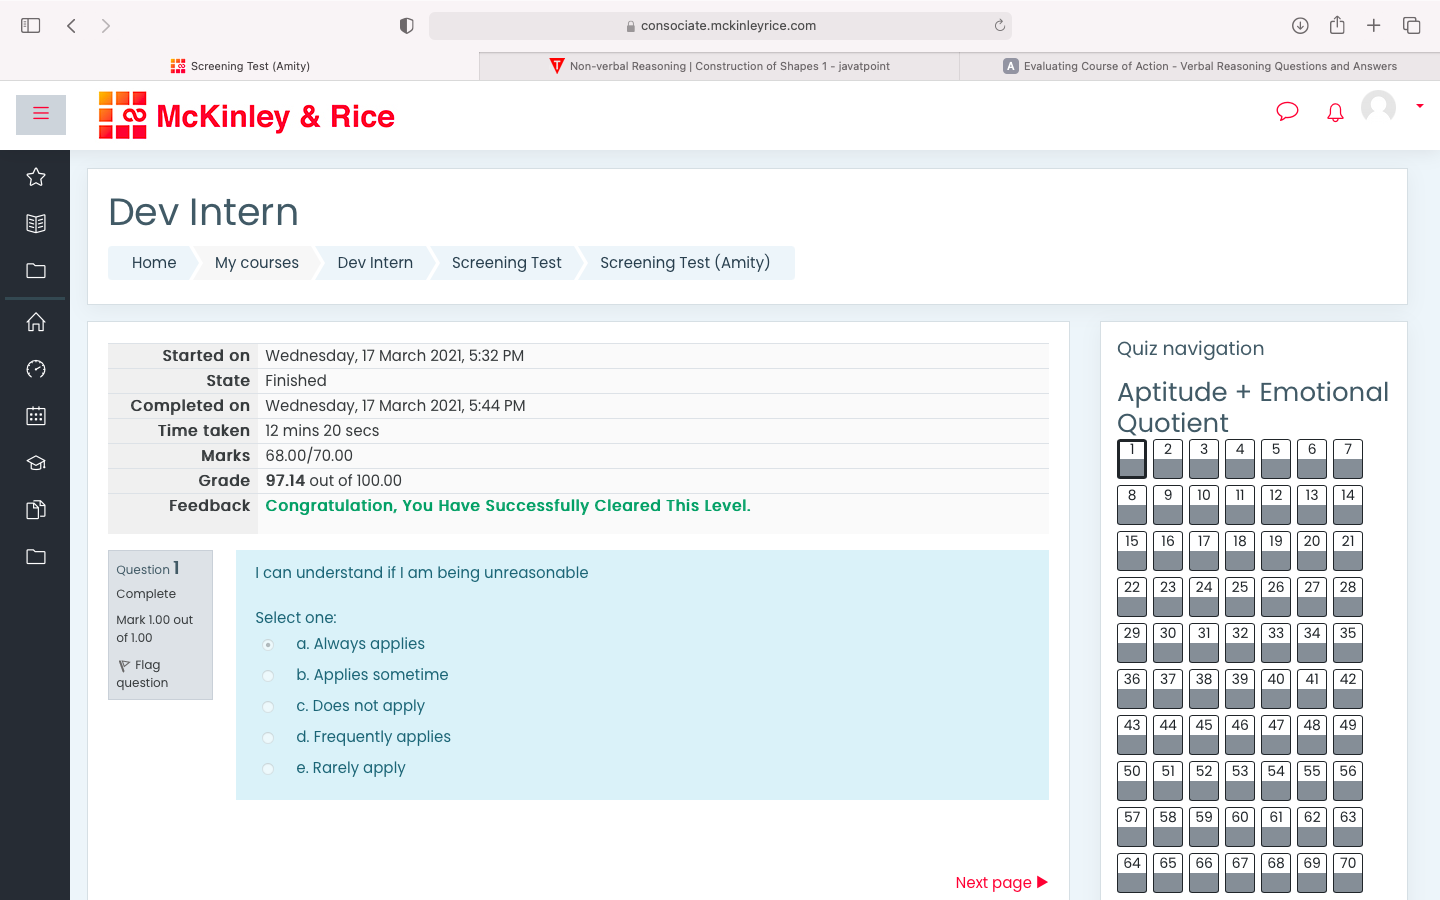 consociate.mckinleyrice.com
Screening Test (Amity)
Non-verbal Reasoning | Construction of Shapes 1 - javatpoint
A Evaluating Course of Action - Verbal Reasoning Questions and Answers
McKinley & Rice
Dev Intern
Home My courses Dev Intern Screening Test Screening Test (Amity)
Started on Wednesday, 17 March 2021, 5:32 PM
State Finished
Completed on Wednesday, 17 March 2021, 5:44 PM
Time taken 12 mins 20 secs
Marks 68.00/70.00
Grade 97.14 out of 100.00
Feedback Congratulation, You Have Successfully Cleared This Level.
Question 1
Complete
Mark 1.00 out
of 1.00
Flag
question
I can understand if I am being unreasonable
Select one:
a. Always applies
b. Applies sometime
c. Does not apply
d. Frequently applies
e. Rarely apply
Next page
Quiz navigation
Aptitude + Emotional
Quotient
1 2 3 4 5 6 7
8 9 10 11 12 13 14
15 16 17 18 19 20 21
22 23 24 25 26 27 28
29 30 31 32 33 34 35
36 37 38 39 40 41 42
43 44 45 46 47 48 49
50 51 52 53 54 55 56
57 58 59 60 61 62 63
64 65 66 67 68 69 70